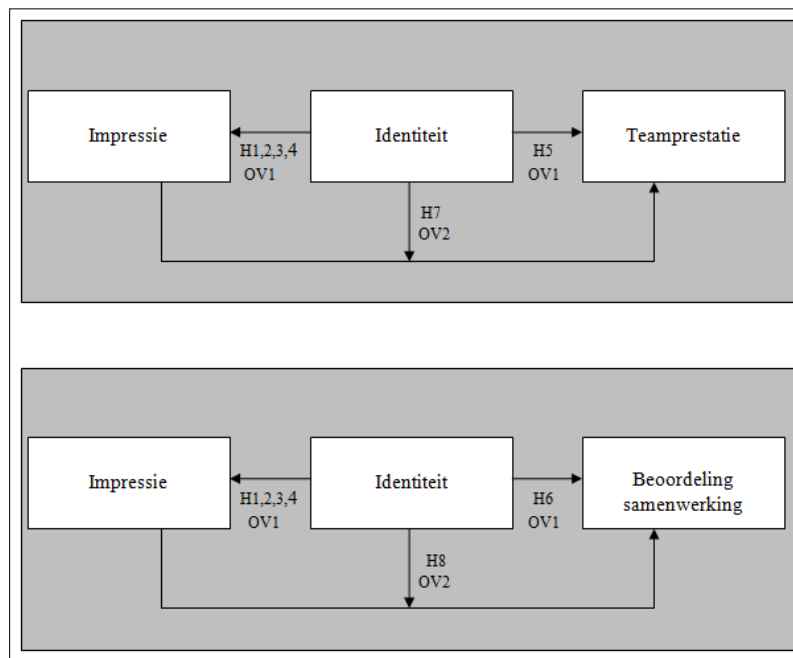 Impressie
Identiteit
Teamprestatie
H1,2,3,4
OV1
H5
OV1
H7
OV2
Impressie
Identiteit
Beoordeling
samenwerking
H1,2,3,4
OV1
H6
OV1
H8
OV2